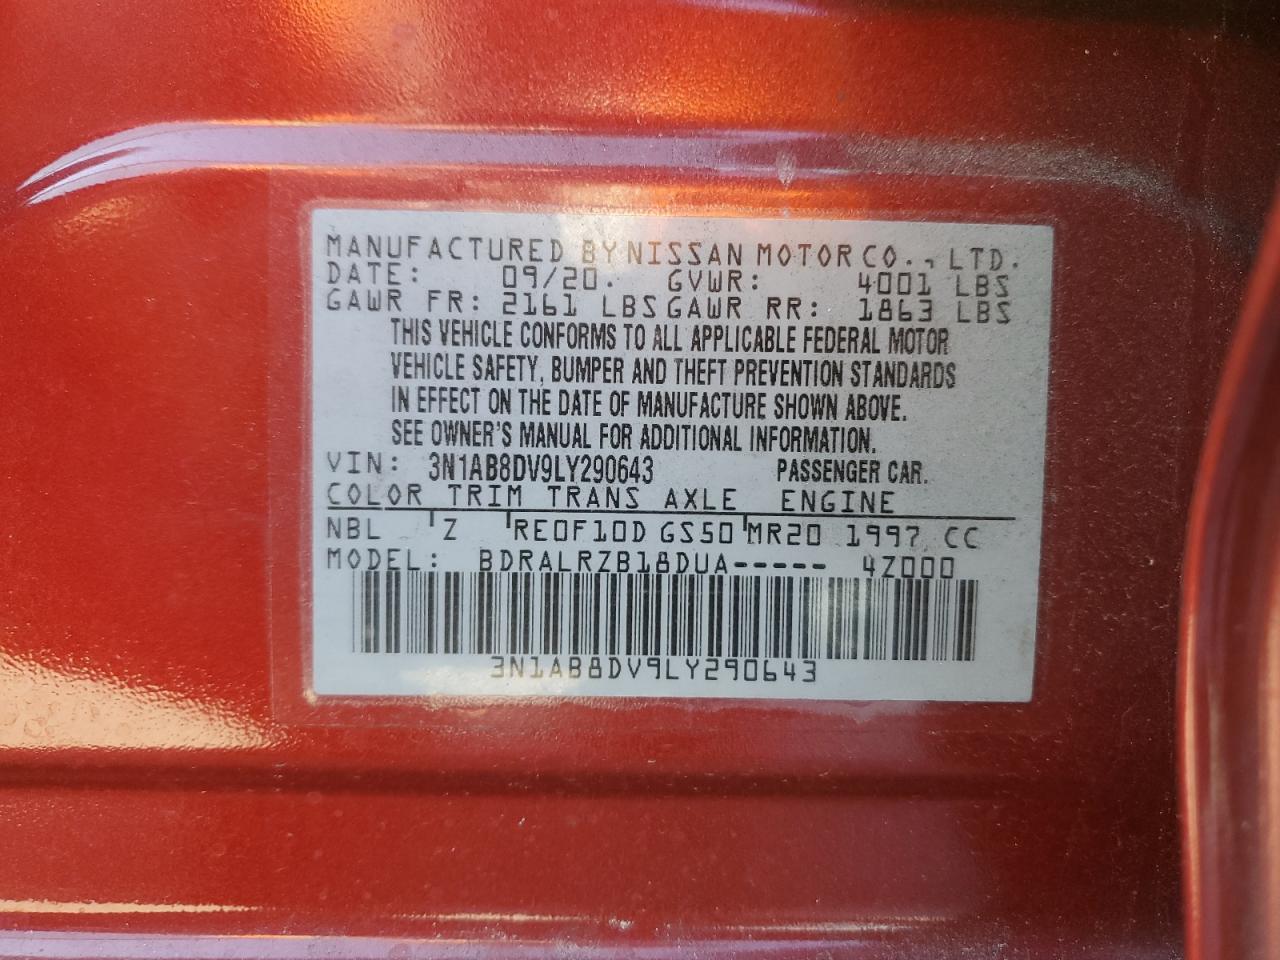 MANUFACTURED BY NISSAN MOTOR CO., LTD.
DATE: 09/20. GVWR: 4001 LBS
GAWR FR: 2161 LBS GAWR RR: 1863 LBS
THIS VEHICLE CONFORMS TO ALL APPLICABLE FEDERAL MOTOR
VEHICLE SAFETY, BUMPER AND THEFT PREVENTION STANDARDS
IN EFFECT ON THE DATE OF MANUFACTURE SHOWN ABOVE.
SEE OWNER'S MANUAL FOR ADDITIONAL INFORMATION.
VIN: 3N1AB8DV9LY290643 PASSENGER CAR.
COLOR TRIM TRANS AXLE ENGINE
NBL Z RE0F10D GS50 MR20 1997 CC
MODEL: BDRALRZB18DUA----- 4Z000
3N1AB8DV9LY290643